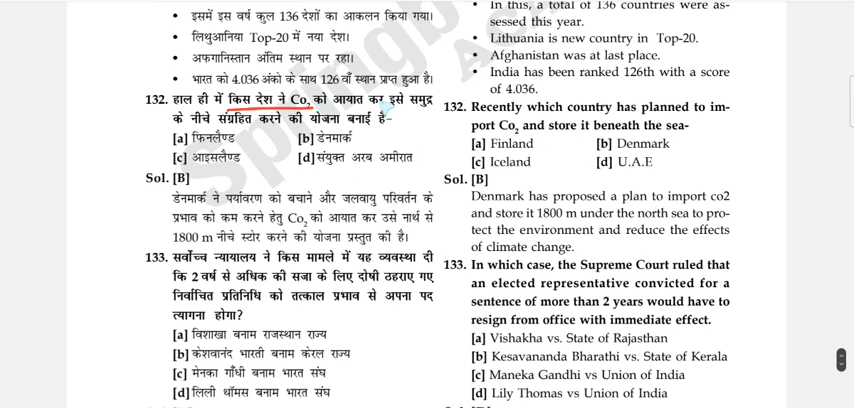 • इसमें इस वर्ष कुल 136 देशों का आकलन किया गया।
• लिथुआनिया Top-20 में नया देश।
• अफगानिस्तान अंतिम स्थान पर रहा।
• भारत को 4.036 अंको के साथ 126 वाँ स्थान प्राप्त हुआ है।
132. हाल ही में किस देश ने Co₂ को आयात कर इसे समुद्र
के नीचे संग्रहित करने की योजना बनाई है–
[a] फिनलैण्ड [b] डेनमार्क
[c] आइसलैण्ड [d] संयुक्त अरब अमीरात
Sol. [B]
डेनमार्क ने पर्यावरण को बचाने और जलवायु परिवर्तन के
प्रभाव को कम करने हेतु Co₂ को आयात कर उसे नार्थ से
1800 m नीचे स्टोर करने की योजना प्रस्तुत की है।
133. सर्वोच्च न्यायालय ने किस मामले में यह व्यवस्था दी
कि 2 वर्ष से अधिक की सजा के लिए दोषी ठहराए गए
निर्वाचित प्रतिनिधि को तत्काल प्रभाव से अपना पद
त्यागना होगा?
[a] विशाखा बनाम राजस्थान राज्य
[b] केशवानंद भारती बनाम केरल राज्य
[c] मेनका गाँधी बनाम भारत संघ
[d] लिली थॉमस बनाम भारत संघ
• In this, a total of 136 countries were as-
sessed this year.
• Lithuania is new country in Top-20.
• Afghanistan was at last place.
• India has been ranked 126th with a score
of 4.036.
132. Recently which country has planned to im-
port Co₂ and store it beneath the sea-
[a] Finland [b] Denmark
[c] Iceland [d] U.A.E
Sol. [B]
Denmark has proposed a plan to import co2
and store it 1800 m under the north sea to pro-
tect the environment and reduce the effects
of climate change.
133. In which case, the Supreme Court ruled that
an elected representative convicted for a
sentence of more than 2 years would have to
resign from office with immediate effect.
[a] Vishakha vs. State of Rajasthan
[b] Kesavananda Bharathi vs. State of Kerala
[c] Maneka Gandhi vs Union of India
[d] Lily Thomas vs Union of India